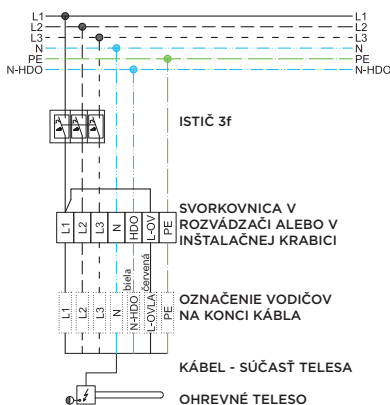 L1 L1
L2 L2
L3 L3
N N
PE PE
N-HDO N-HDO
ISTIČ 3f
SVORKOVNICA V
ROZVÁDZAČI ALEBO V
INŠTALAČNEJ KRABICI
L1 L2 L3 N HDO L-OV PE
biela
červená
OZNAČENIE VODIČOV
NA KONCI KÁBLA
L1 L2 L3 N N-HDO L-OVLA PE
KÁBEL - SÚČASŤ TELESA
OHREVNÉ TELESO